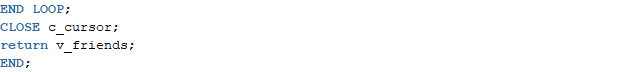 END LOOP;
CLOSE c_cursor;
return v_friends;
END;